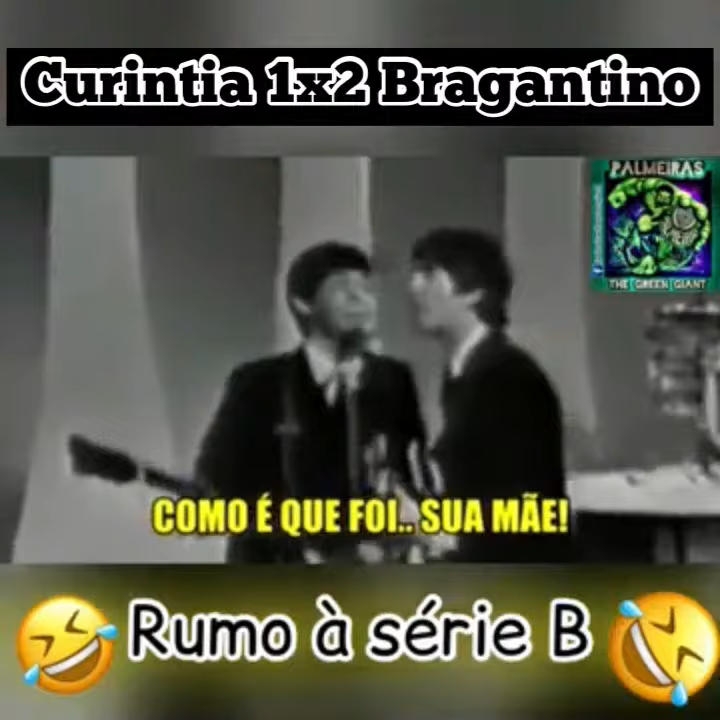 Curintia 1x2 Bragantino
PALMEIRAS
THE GREEN GIANT
COMO É QUE FOI.. SUA MÃE!
🤣 Rumo à série B 🤣